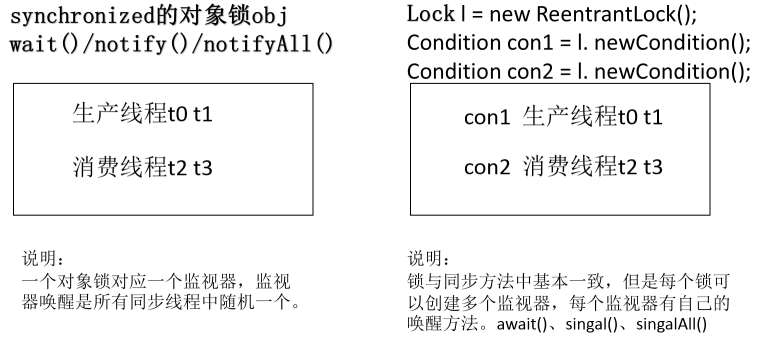 synchronized的对象锁obj
wait()/notify()/notifyAll()
生产线程t0 t1
消费线程t2 t3
说明：
一个对象锁对应一个监视器，监视
器唤醒是所有同步线程中随机一个。
Lock l = new ReentrantLock();
Condition con1 = l. newCondition();
Condition con2 = l. newCondition();
con1 生产线程t0 t1
con2 消费线程t2 t3
说明：
锁与同步方法中基本一致，但是每个锁可
以创建多个监视器，每个监视器有自己的
唤醒方法。await()、singal()、singalAll()